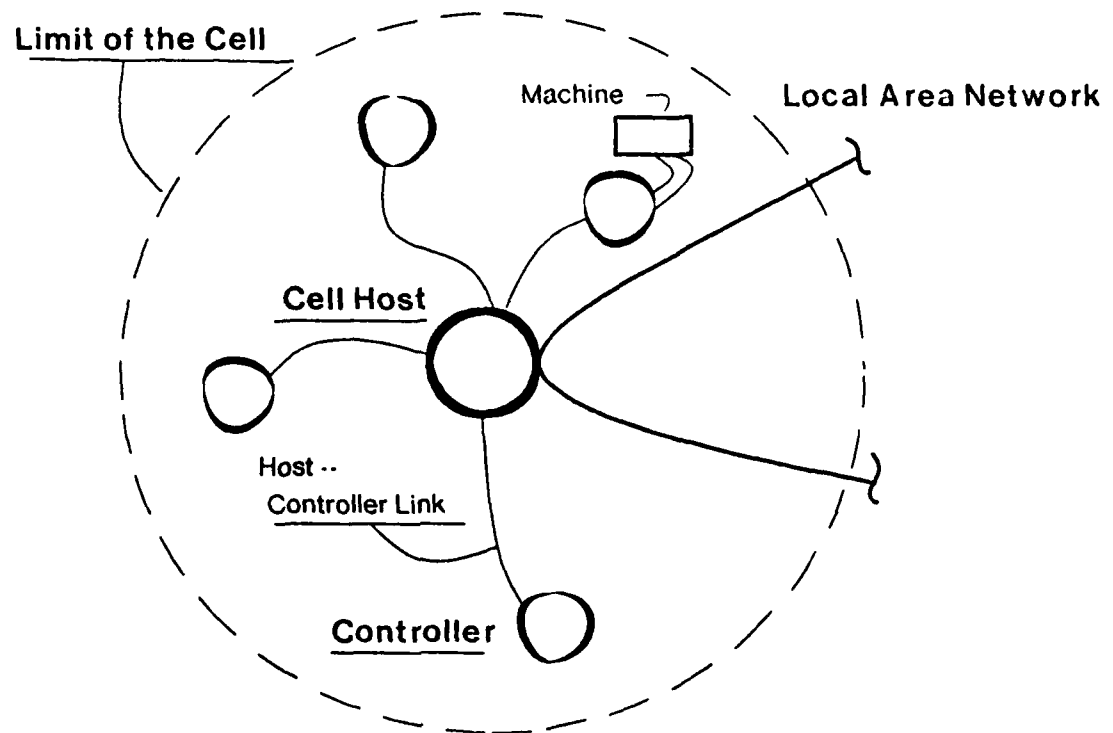 Limit of the Cell
Machine
Local Area Network
Cell Host
Host --
Controller Link
Controller